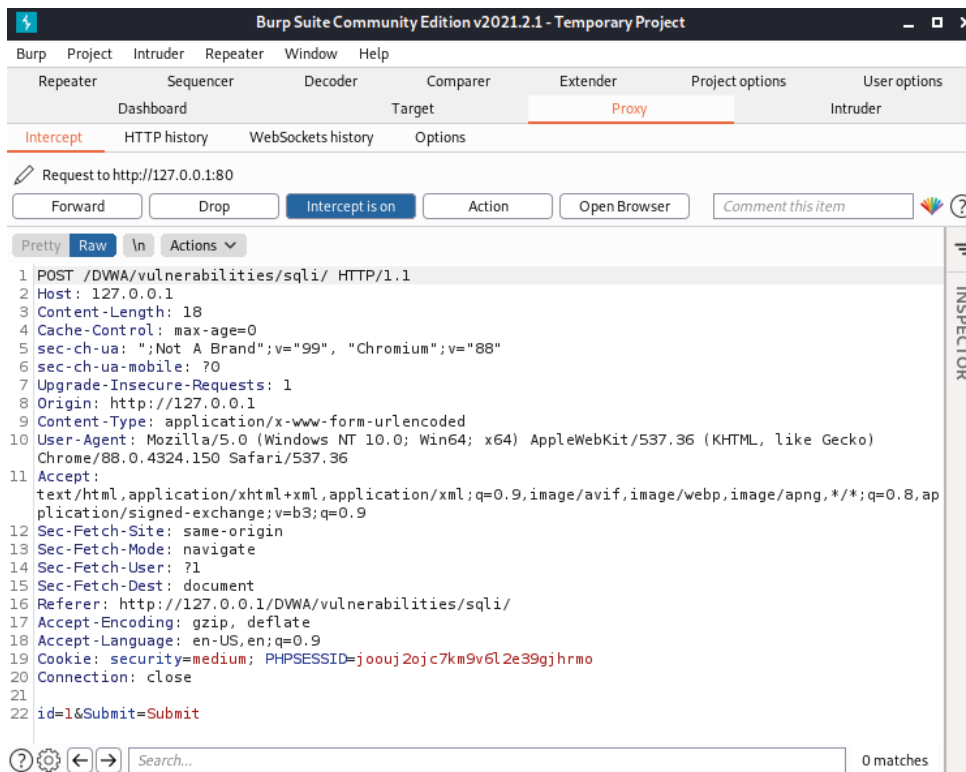 Burp Suite Community Edition v2021.2.1 - Temporary Project
Burp Project Intruder Repeater Window Help
Repeater Sequencer Decoder Comparer Extender Project options User options
Dashboard Target Proxy Intruder
Intercept HTTP history WebSockets history Options
Request to http://127.0.0.1:80
Forward Drop Intercept is on Action Open Browser Comment this item ?
Pretty Raw \n Actions
INSPECTOR
1 POST /DVWA/vulnerabilities/sqli/ HTTP/1.1
2 Host: 127.0.0.1
3 Content-Length: 18
4 Cache-Control: max-age=0
5 sec-ch-ua: ";Not A Brand";v="99", "Chromium";v="88"
6 sec-ch-ua-mobile: ?0
7 Upgrade-Insecure-Requests: 1
8 Origin: http://127.0.0.1
9 Content-Type: application/x-www-form-urlencoded
10 User-Agent: Mozilla/5.0 (Windows NT 10.0; Win64; x64) AppleWebKit/537.36 (KHTML, like Gecko)
Chrome/88.0.4324.150 Safari/537.36
11 Accept:
text/html,application/xhtml+xml,application/xml;q=0.9,image/avif,image/webp,image/apng,*/*;q=0.8,ap
plication/signed-exchange;v=b3;q=0.9
12 Sec-Fetch-Site: same-origin
13 Sec-Fetch-Mode: navigate
14 Sec-Fetch-User: ?1
15 Sec-Fetch-Dest: document
16 Referer: http://127.0.0.1/DVWA/vulnerabilities/sqli/
17 Accept-Encoding: gzip, deflate
18 Accept-Language: en-US,en;q=0.9
19 Cookie: security=medium; PHPSESSID=joouj2ojc7km9v6l2e39gjhrmo
20 Connection: close
21
22 id=1&Submit=Submit
? Search... 0 matches